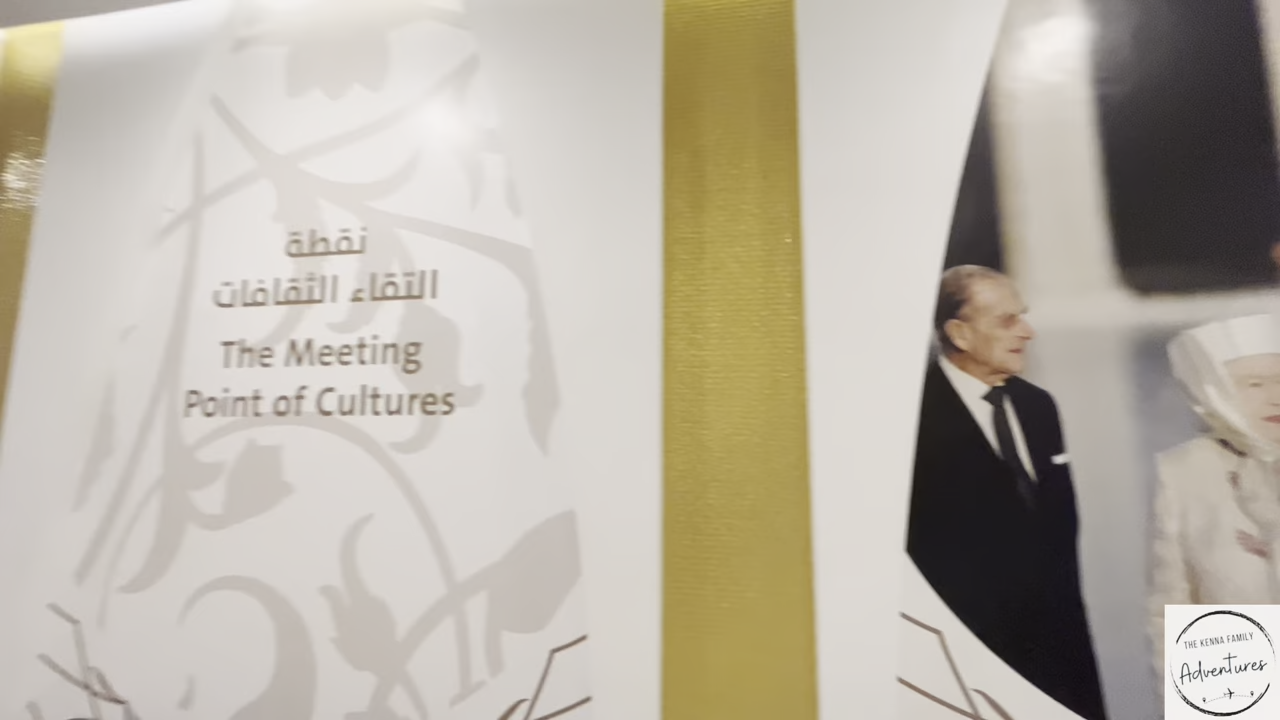 نقطة
التقاء الثقافات
The Meeting
Point of Cultures
THE KENNA FAMILY
Adventures